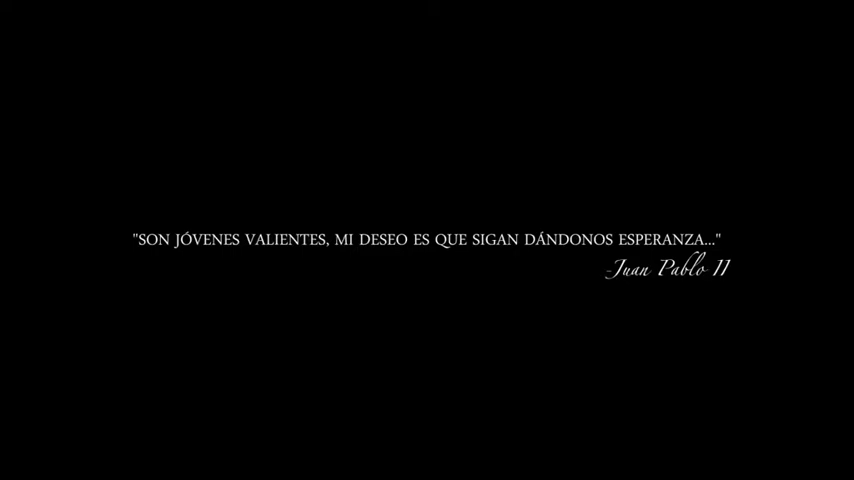 "SON JÓVENES VALIENTES, MI DESEO ES QUE SIGAN DÁNDONOS ESPERANZA..."
-Juan Pablo II